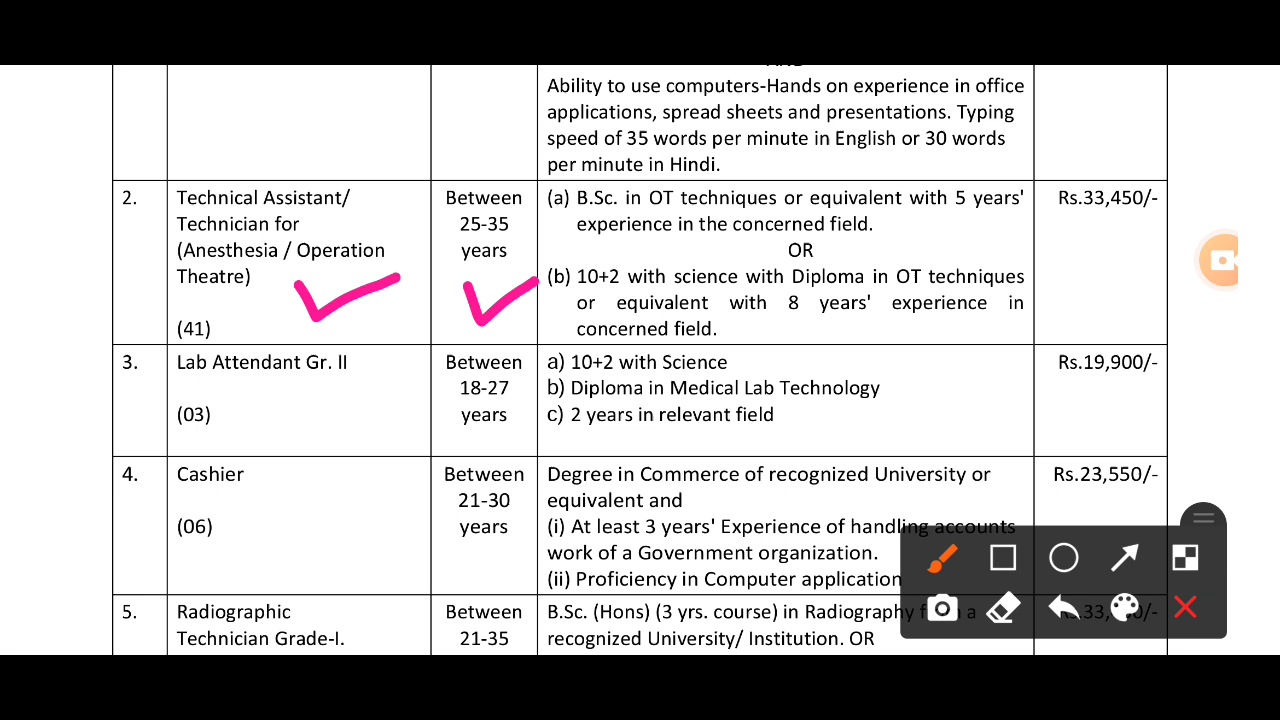 Ability to use computers-Hands on experience in office
applications, spread sheets and presentations. Typing
speed of 35 words per minute in English or 30 words
per minute in Hindi.
2.
Technical Assistant/
Technician for
(Anesthesia / Operation
Theatre)
(41)
Between
25-35
years
(a) B.Sc. in OT techniques or equivalent with 5 years'
experience in the concerned field.
OR
(b) 10+2 with science with Diploma in OT techniques
or equivalent with 8 years' experience in
concerned field.
Rs.33,450/-
3.
Lab Attendant Gr. II
(03)
Between
18-27
years
a) 10+2 with Science
b) Diploma in Medical Lab Technology
c) 2 years in relevant field
Rs.19,900/-
4.
Cashier
(06)
Between
21-30
years
Degree in Commerce of recognized University or
equivalent and
(i) At least 3 years' Experience of handling accounts
work of a Government organization.
(ii) Proficiency in Computer application
Rs.23,550/-
5.
Radiographic
Technician Grade-I.
Between
21-35
B.Sc. (Hons) (3 yrs. course) in Radiography a
recognized University/ Institution. OR